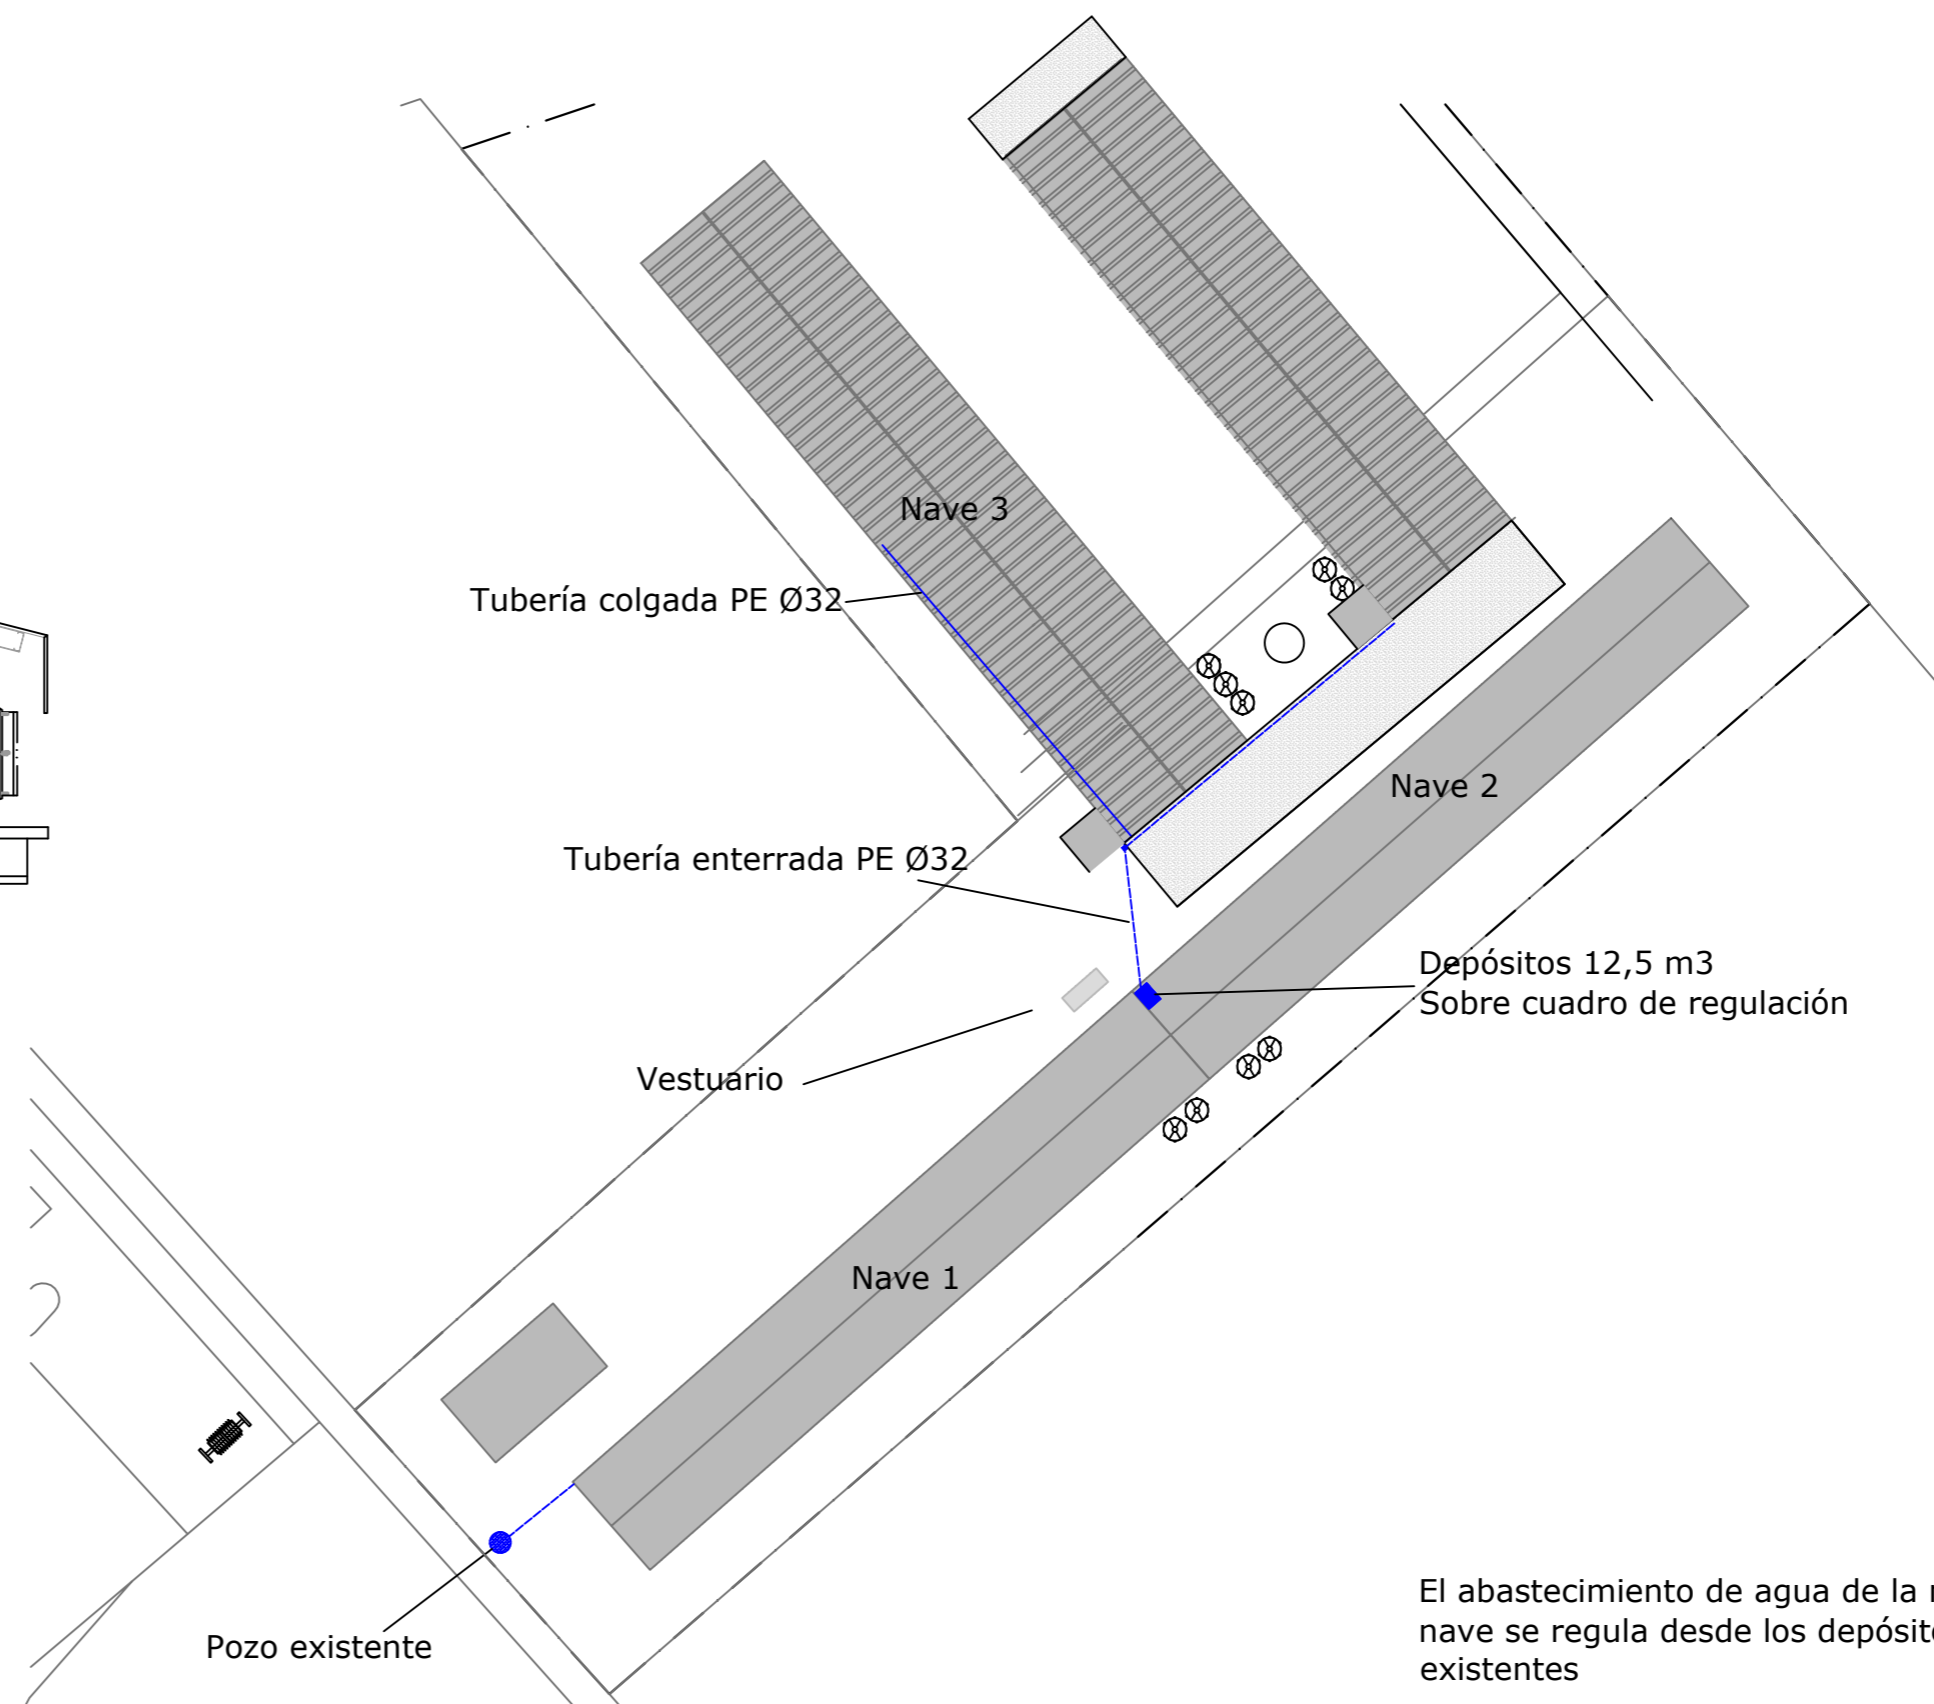 Nave 3
Tubería colgada PE Ø32
Nave 2
Tubería enterrada PE Ø32
Depósitos 12,5 m3
Sobre cuadro de regulación
Vestuario
Nave 1
Pozo existente
El abastecimiento de agua de la
nave se regula desde los
existentes